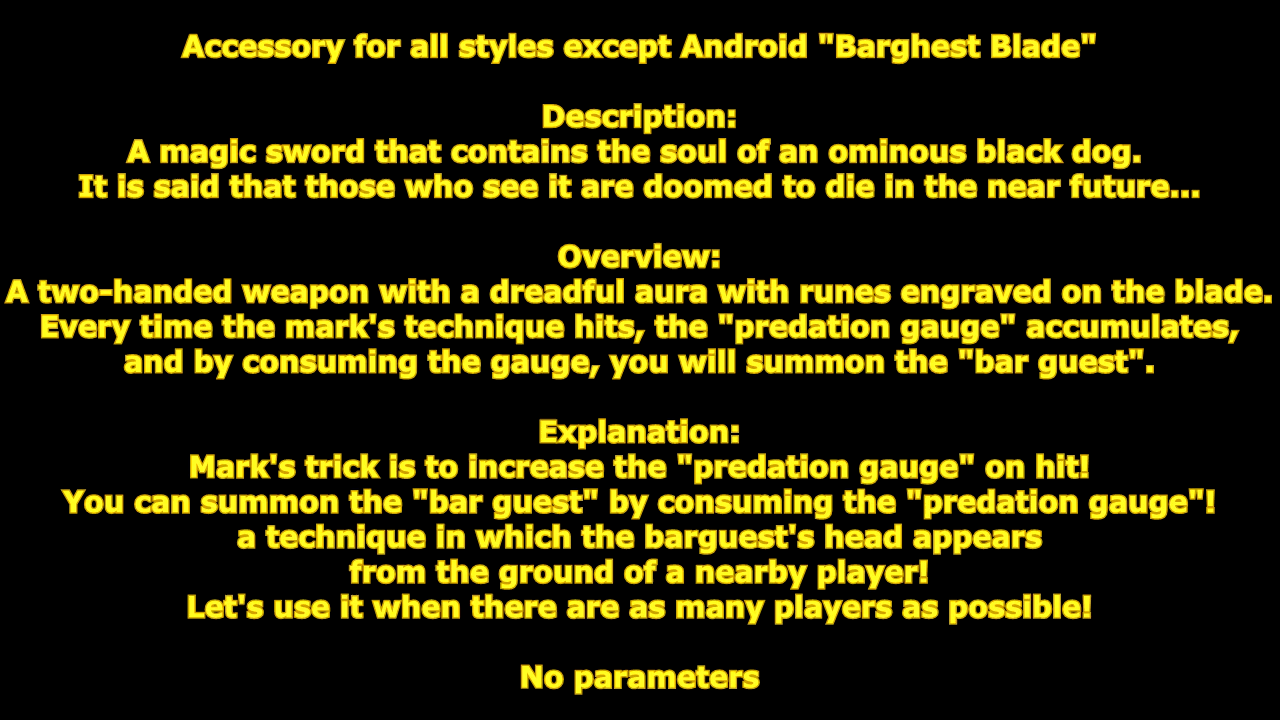 Accessory for all styles except Android "Barghest Blade"
Description:
A magic sword that contains the soul of an ominous black dog.
It is said that those who see it are doomed to die in the near future...
Overview:
A two-handed weapon with a dreadful aura with runes engraved on the blade.
Every time the mark's technique hits, the "predation gauge" accumulates,
and by consuming the gauge, you will summon the "bar guest".
Explanation:
Mark's trick is to increase the "predation gauge" on hit!
You can summon the "bar guest" by consuming the "predation gauge"!
a technique in which the barguest's head appears
from the ground of a nearby player!
Let's use it when there are as many players as possible!
No parameters